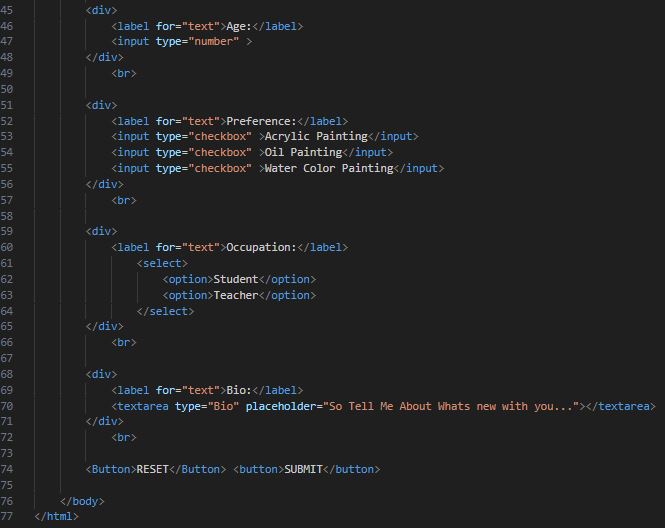 45 <div>
46 <label for="text">Age:</label>
47 <input type="number" >
48 </div>
49 <br>
50
51 <div>
52 <label for="text">Preference:</label>
53 <input type="checkbox" >Acrylic Painting</input>
54 <input type="checkbox" >Oil Painting</input>
55 <input type="checkbox" >Water Color Painting</input>
56 </div>
57 <br>
58
59 <div>
60 <label for="text">Occupation:</label>
61 <select>
62 <option>Student</option>
63 <option>Teacher</option>
64 </select>
65 </div>
66 <br>
67
68 <div>
69 <label for="text">Bio:</label>
70 <textarea type="Bio" placeholder="So Tell Me About Whats new with you..."></textarea>
71 </div>
72 <br>
73
74 <Button>RESET</Button> <button>SUBMIT</button>
75
76 </body>
77 </html>